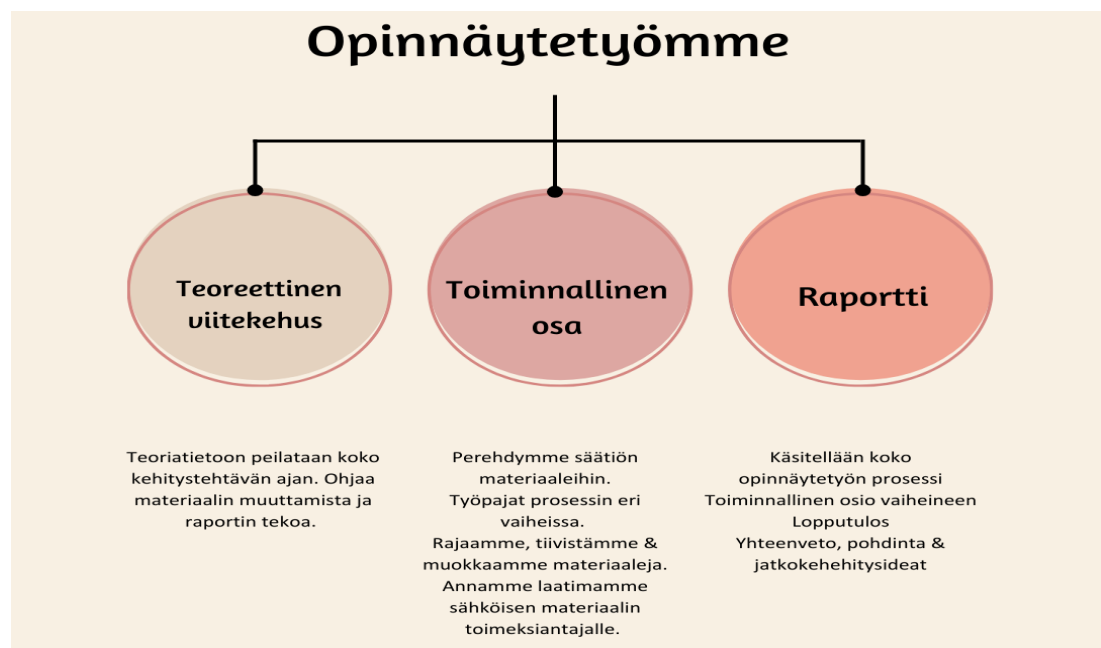 Opinnäytetyömme
Teoreettinen
viitekehus
Toiminnallinen
osa
Raportti
Teoriatietoon peilataan koko
kehitystehtävän ajan. Ohjaa
materiaalin muuttamista ja
raportin tekoa.
Perehdymme säätiön
materiaaleihin.
Työpajat prosessin eri
vaiheissa.
Rajaamme, tiivistämme &
muokkaamme materiaaleja.
Annamme laatimamme
sähköisen materiaalin
toimeksiantajalle.
Käsitellään koko
opinnäytetyön prosessi
Toiminnallinen osio vaiheineen
Lopputulos
Yhteenveto, pohdinta &
jatkokehehitysideat